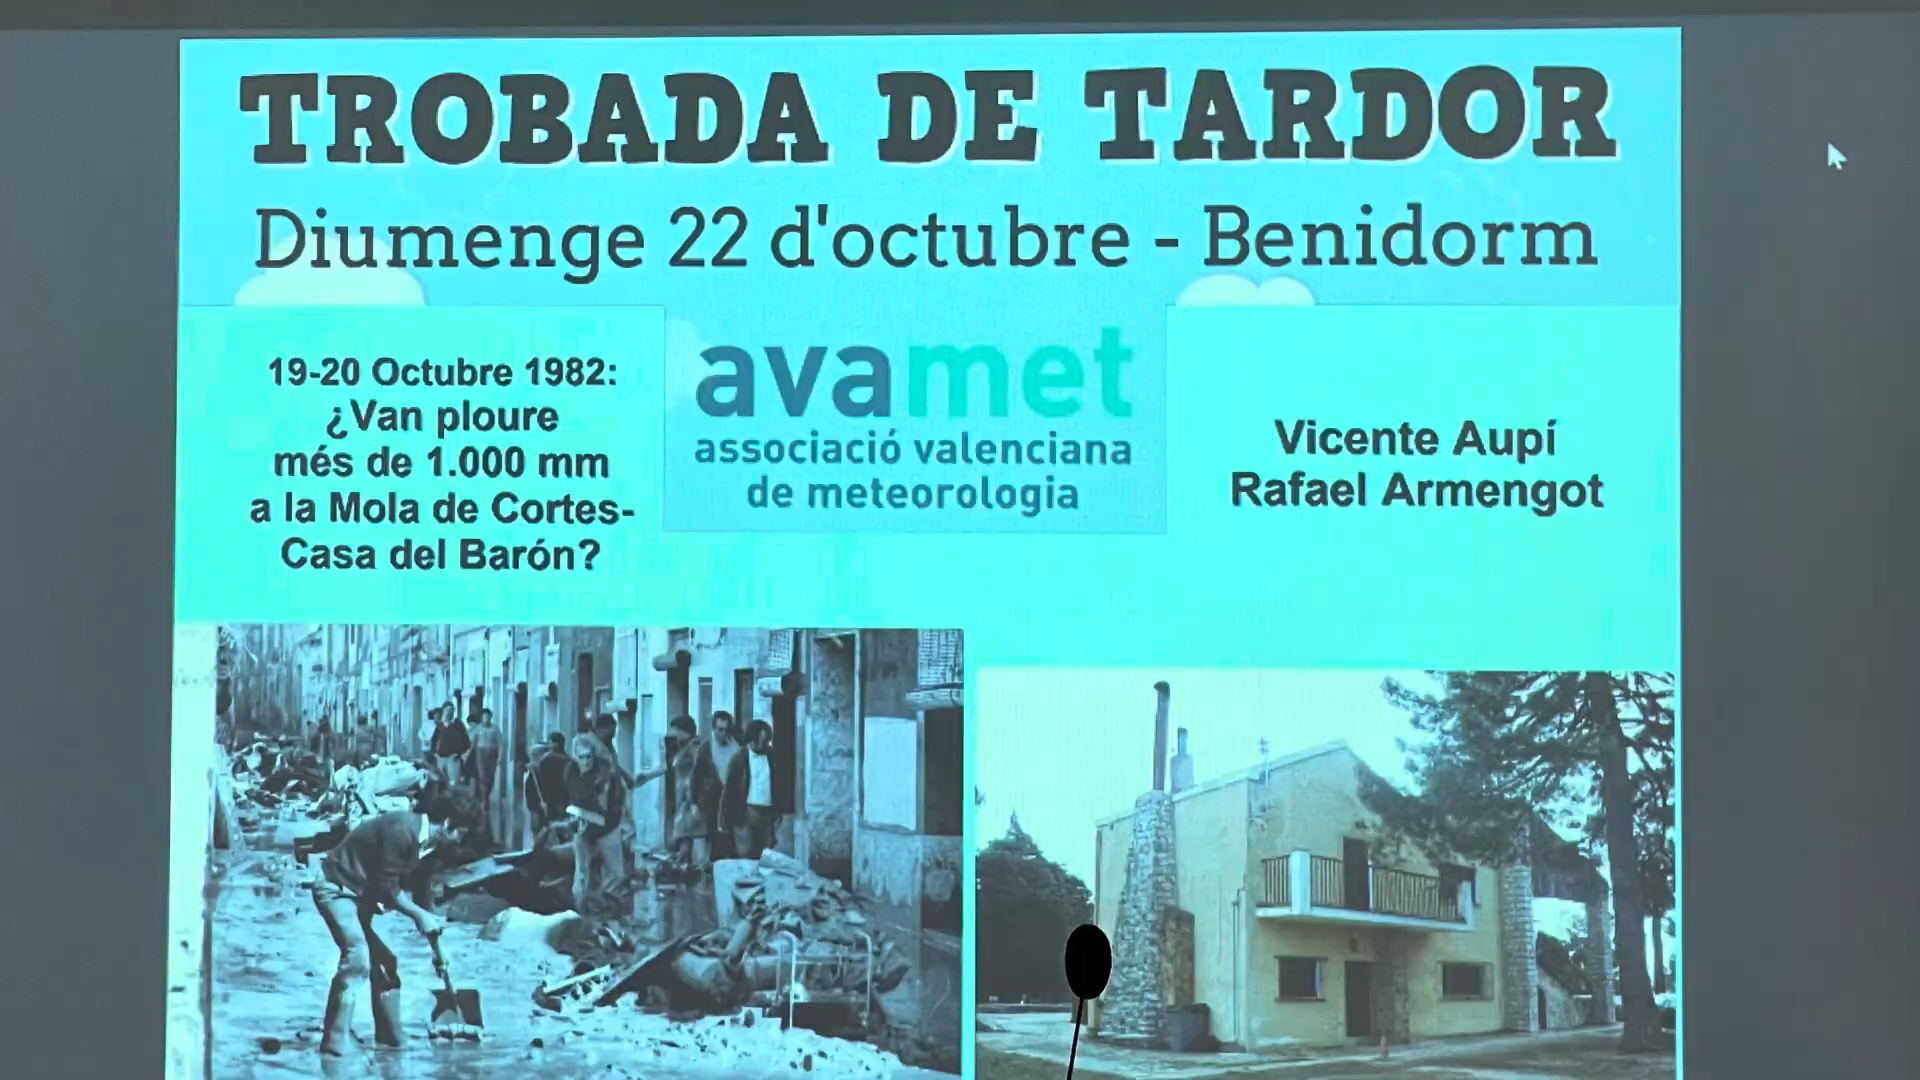 TROBADA DE TARDOR
Diumenge 22 d'octubre - Benidorm
19-20 Octubre 1982:
¿Van ploure
més de 1.000 mm
a la Mola de Cortes-
Casa del Barón?
avamet
associació valenciana
de meteorologia
Vicente Aupí
Rafael Armengot